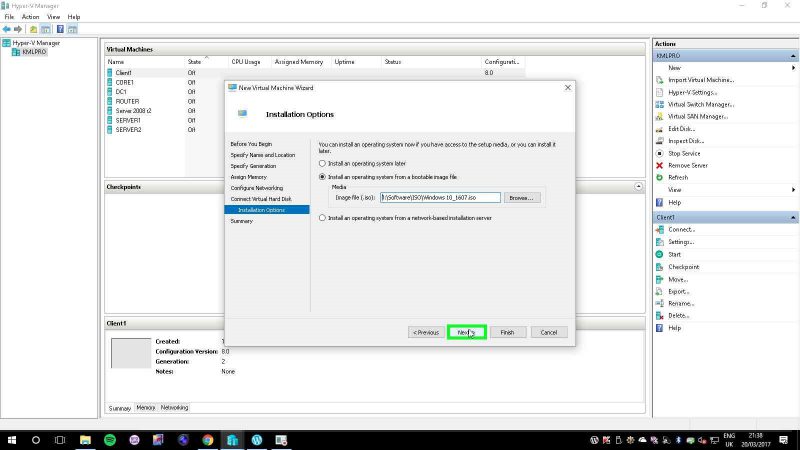 Hyper-V Manager
File Action View Help
Hyper-V Manager
KMLPRO
Virtual Machines
Name State CPU Usage Assigned Memory Uptime Status Configurati...
Client1 Off 8.0
CORE1 Off
DC1 Off
ROUTER Off
Server 2008 r2 Off
SERVER1 Off
SERVER2 Off
Checkpoints
Client1
Created:
Configuration Version: 8.0
Generation: 2
Notes: None
Summary Memory Networking
New Virtual Machine Wizard
Installation Options
Before You Begin
Specify Name and Location
Specify Generation
Assign Memory
Configure Networking
Connect Virtual Hard Disk
Installation Options
Summary
You can install an operating system now if you have access to the setup media, or you can install it
later.
Install an operating system later
Install an operating system from a bootable image file
Media
Image file (.iso): \Software\ISO\Windows 10_1607.iso Browse...
Install an operating system from a network-based installation server
< Previous Next > Finish Cancel
Actions
KMLPRO
New
Import Virtual Machine...
Hyper-V Settings...
Virtual Switch Manager...
Virtual SAN Manager...
Edit Disk...
Inspect Disk...
Stop Service
Remove Server
Refresh
View
Help
Client1
Connect...
Settings...
Start
Checkpoint
Move...
Export...
Rename...
Delete...
Help
ENG 21:38
UK 20/03/2017